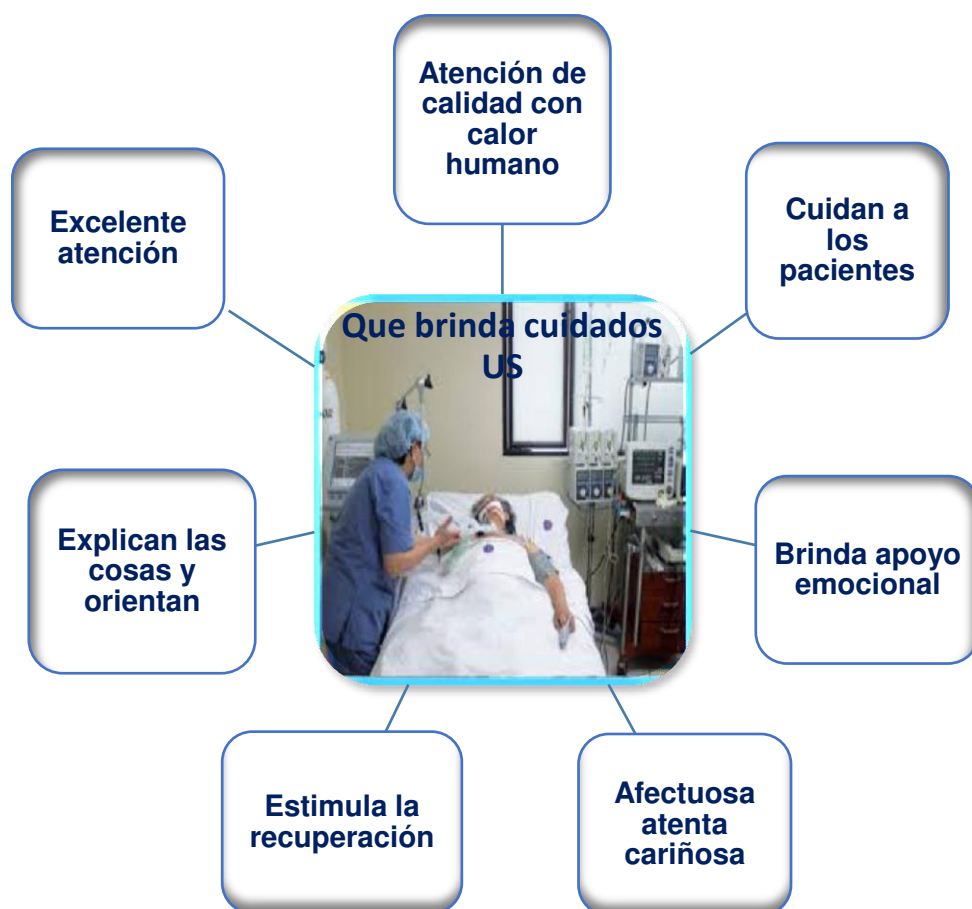 Atención de
calidad con
calor
humano
Excelente
atención
Cuidan a
los
pacientes
Que brinda cuidados
US
Explican las
cosas y
orientan
Brinda apoyo
emocional
Estimula la
recuperación
Afectuosa
atenta
cariñosa